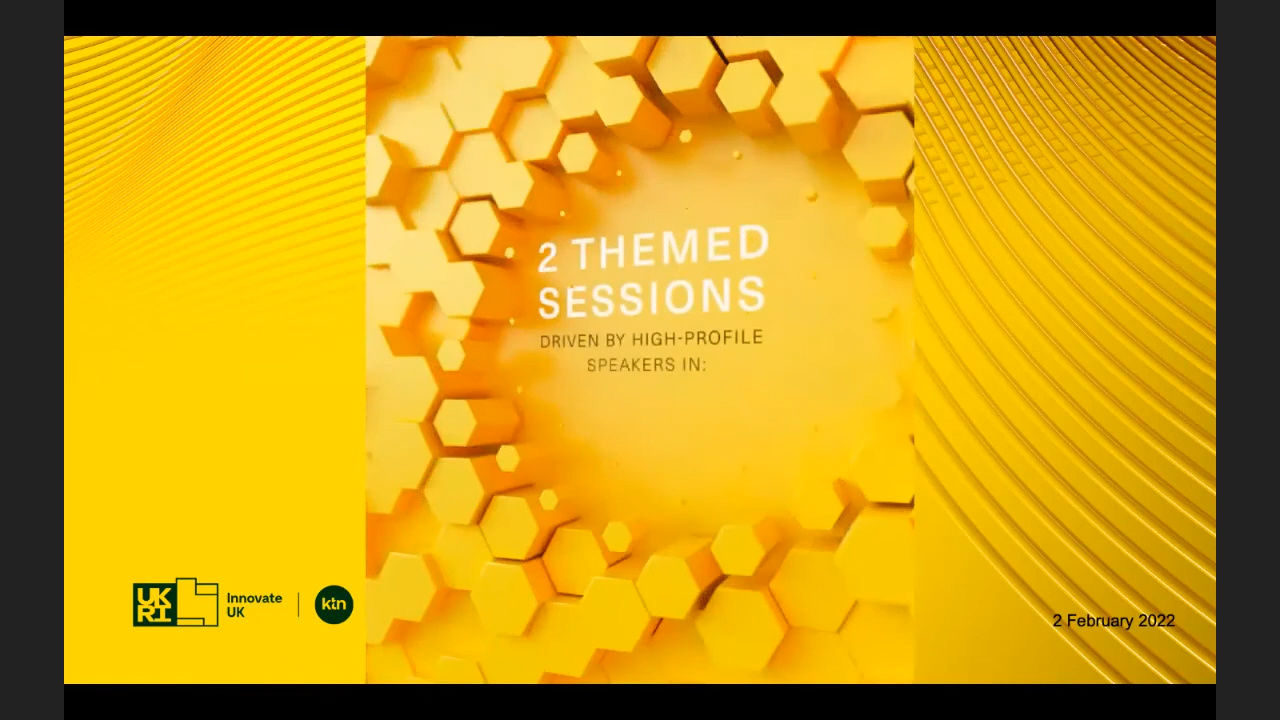 2 THEMED
SESSIONS
DRIVEN BY HIGH-PROFILE
SPEAKERS IN:
UK
RI
Innovate
UK
ktn
2 February 2022